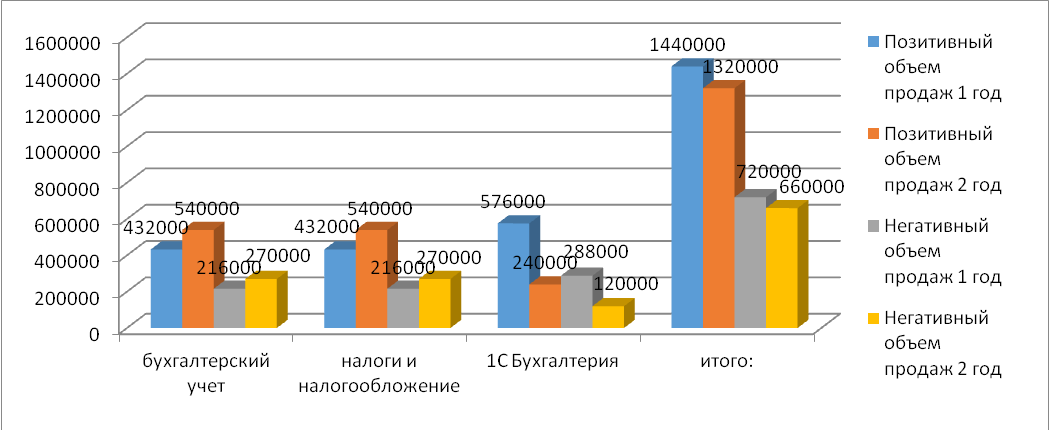 1600000
1400000
1200000
1000000
800000
600000
400000
200000
0
432000
540000
216000
270000
432000
540000
216000
270000
576000
240000
288000
120000
1440000
1320000
720000
660000
бухгалтерский
учет
налоги и
налогообложение
1С Бухгалтерия
итого:
Позитивный
объем
продаж 1 год
Позитивный
объем
продаж 2 год
Негативный
объем
продаж 1 год
Негативный
объем
продаж 2 год